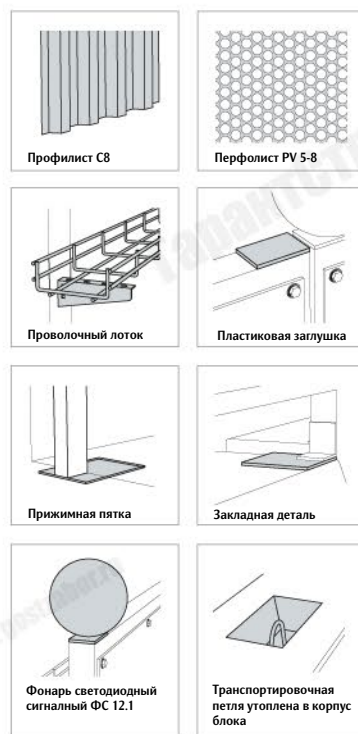 Профилист С8
Перфолист PV 5-8
Проволочный лоток
Пластиковая заглушка
Прижимная пятка
Закладная деталь
Фонарь светодиодный
сигнальный ФС 12.1
Транспортировочная
петля утоплена в корпус
блока